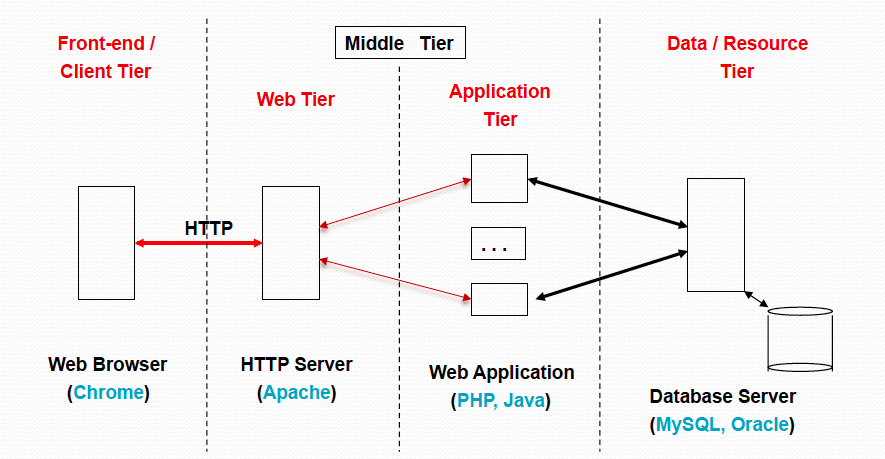 Front-end /
Client Tier
Middle Tier
Web Tier
Application
Tier
Data / Resource
Tier
HTTP
...
Web Browser
(Chrome)
HTTP Server
(Apache)
Web Application
(PHP, Java)
Database Server
(MySQL, Oracle)